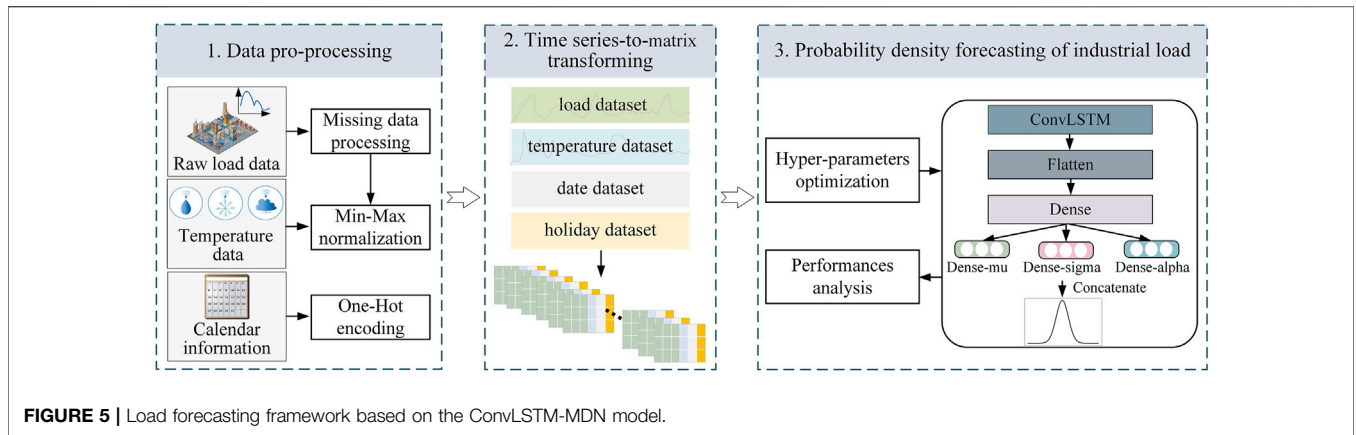 1. Data pro-processing
Raw load data
Missing data
processing
Temperature
data
Min-Max
normalization
Calendar
information
One-Hot
encoding
2. Time series-to-matrix
transforming
load dataset
temperature dataset
date dataset
holiday dataset
3. Probability density forecasting of industrial load
Hyper-parameters
optimization
Performances
analysis
ConvLSTM
Flatten
Dense
Dense-mu Dense-sigma Dense-alpha
Concatenate
FIGURE 5 | Load forecasting framework based on the ConvLSTM-MDN model.